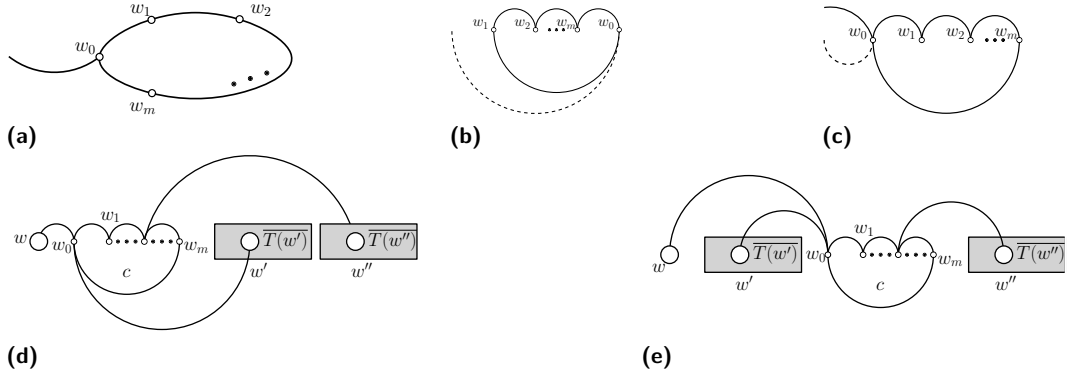 w₁ w₂
w₀
wₘ
(a)
w₁ w₂ wₘ w₀
(b)
w₀ w₁ w₂ wₘ
(c)
w w₀ w₁ wₘ T(w′) T(w″)
c w′ w″
(d)
w T(w′) w₀ w₁ wₘ T(w″)
w′ c w″
(e)